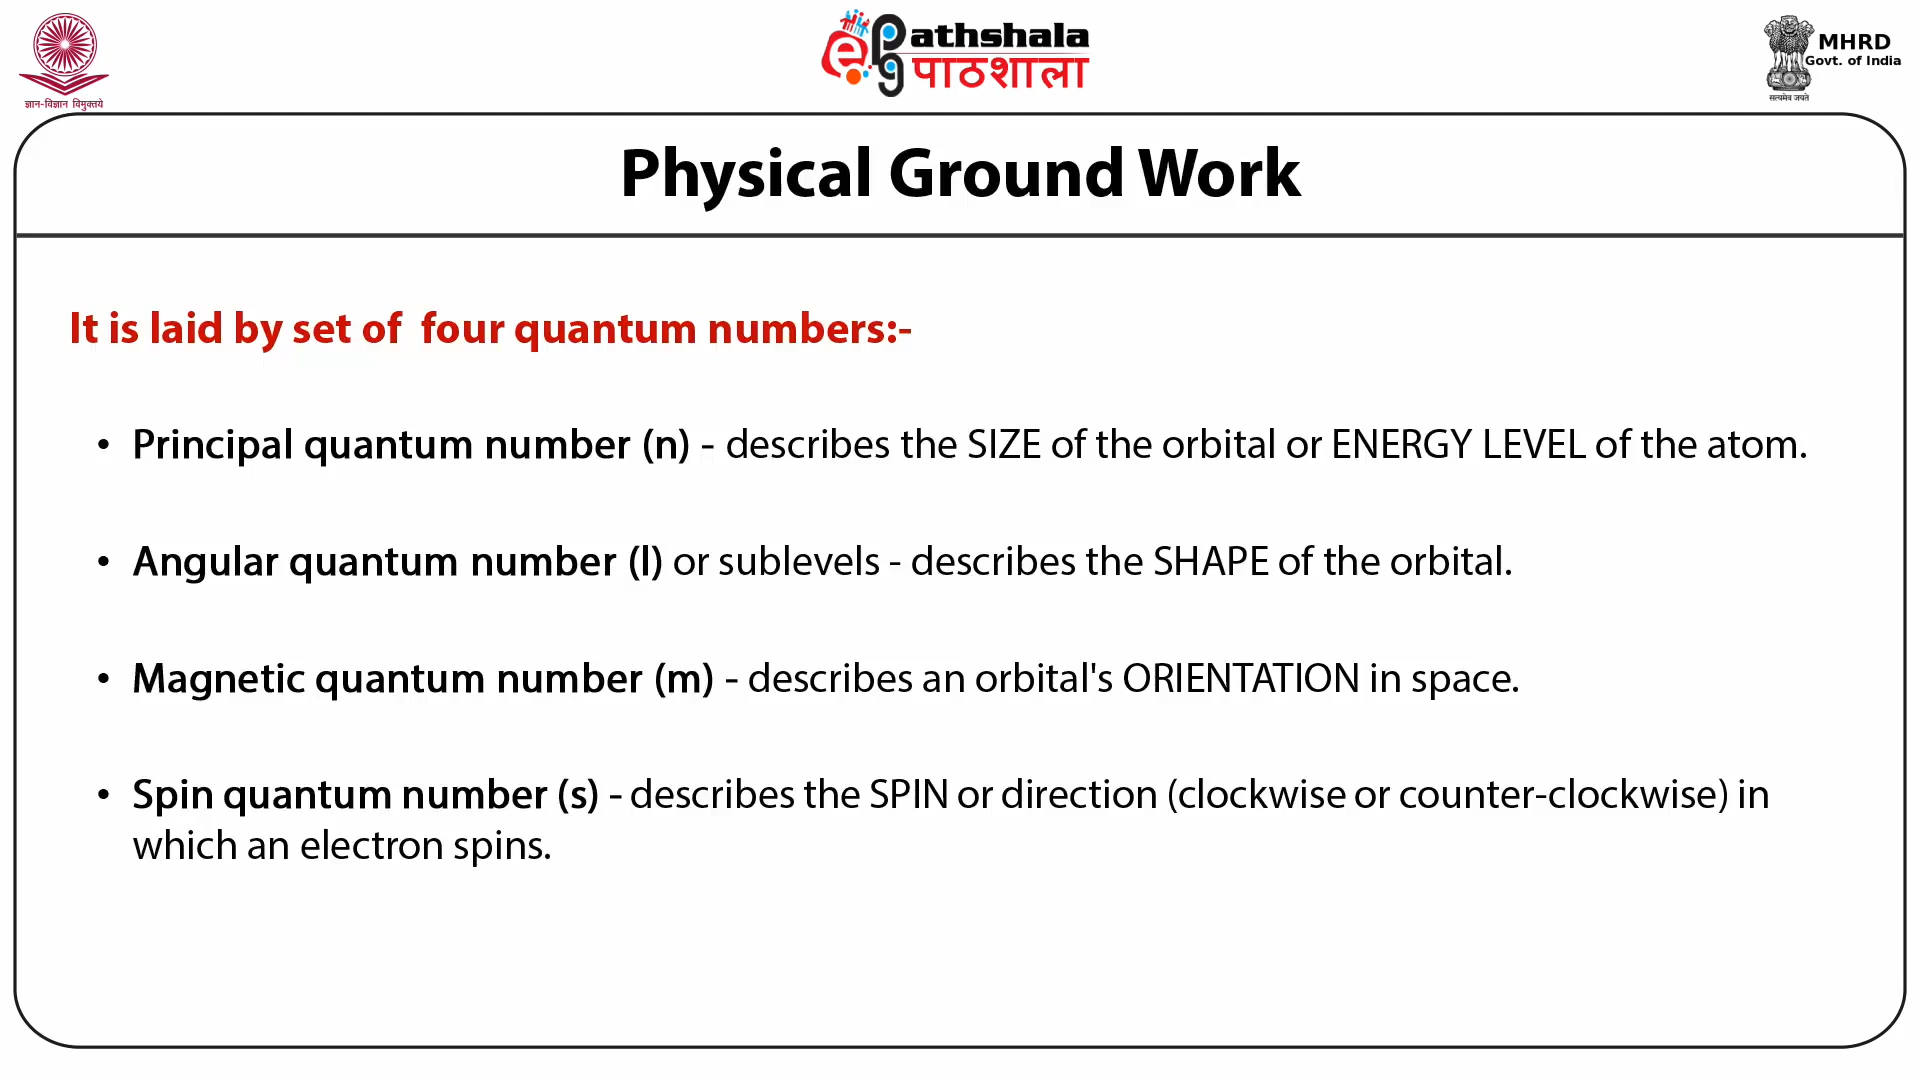 ज्ञान-विज्ञान विमुक्तये
ePathshala
पाठशाला
MHRD
Govt. of India
सत्यमेव जयते
Physical Ground Work
It is laid by set of four quantum numbers:-
• Principal quantum number (n) - describes the SIZE of the orbital or ENERGY LEVEL of the atom.
• Angular quantum number (l) or sublevels - describes the SHAPE of the orbital.
• Magnetic quantum number (m) - describes an orbital's ORIENTATION in space.
• Spin quantum number (s) - describes the SPIN or direction (clockwise or counter-clockwise) in
which an electron spins.